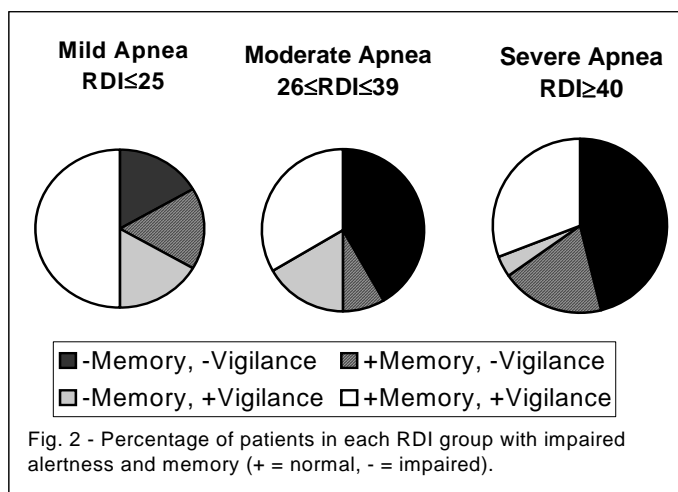 Mild Apnea
RDI≤25
Moderate Apnea
26≤RDI≤39
Severe Apnea
RDI≥40
-Memory, -Vigilance
+Memory, -Vigilance
-Memory, +Vigilance
+Memory, +Vigilance
Fig. 2 - Percentage of patients in each RDI group with impaired
alertness and memory (+ = normal, - = impaired).